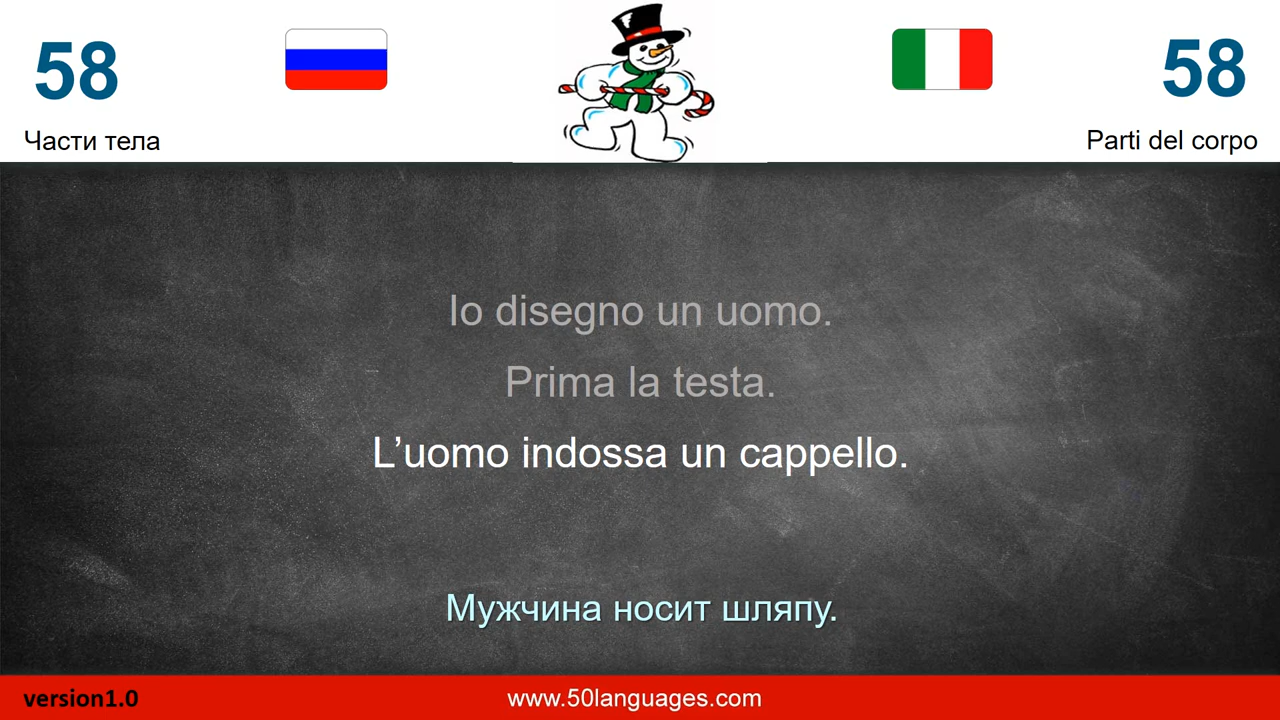 58
58
Части тела
Parti del corpo
Io disegno un uomo.
Prima la testa.
L’uomo indossa un cappello.
Мужчина носит шляпу.
version1.0
www.50languages.com